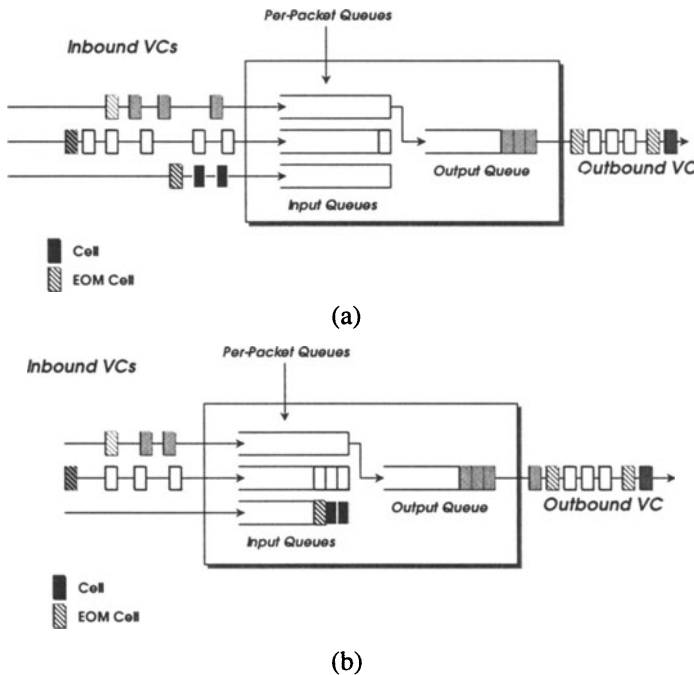 Per-Packet Queues
Inbound VCs
Output Queue
Outbound VC
Input Queues
Cell
EOM Cell
(a)
Per-Packet Queues
Inbound VCs
Output Queue
Outbound VC
Input Queues
Cell
EOM Cell
(b)